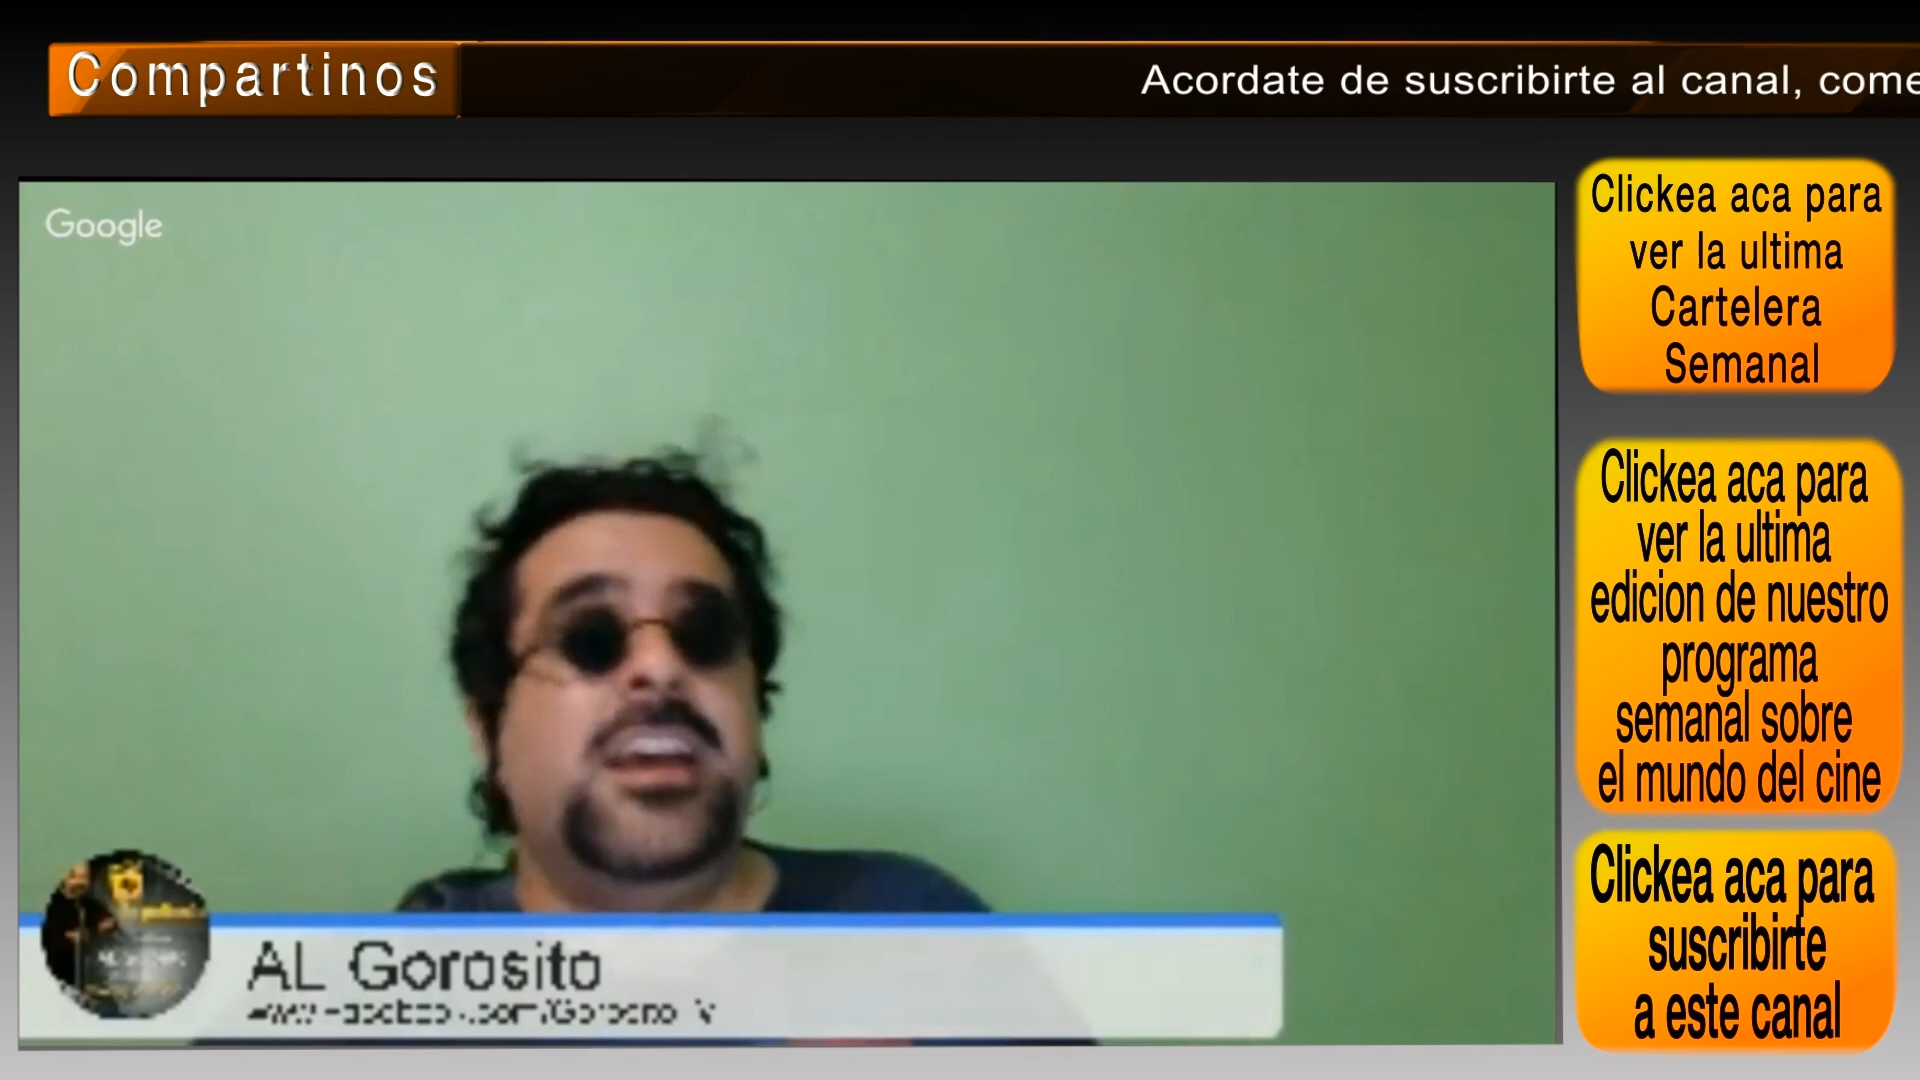 Compartinos
Acordate de suscribirte al canal, come
Google
Clickea aca para
ver la ultima
Cartelera
Semanal
Clickea aca para
ver la ultima
edicion de nuestro
programa
semanal sobre
el mundo del cine
Clickea aca para
suscribirte
a este canal
AL Gorosito